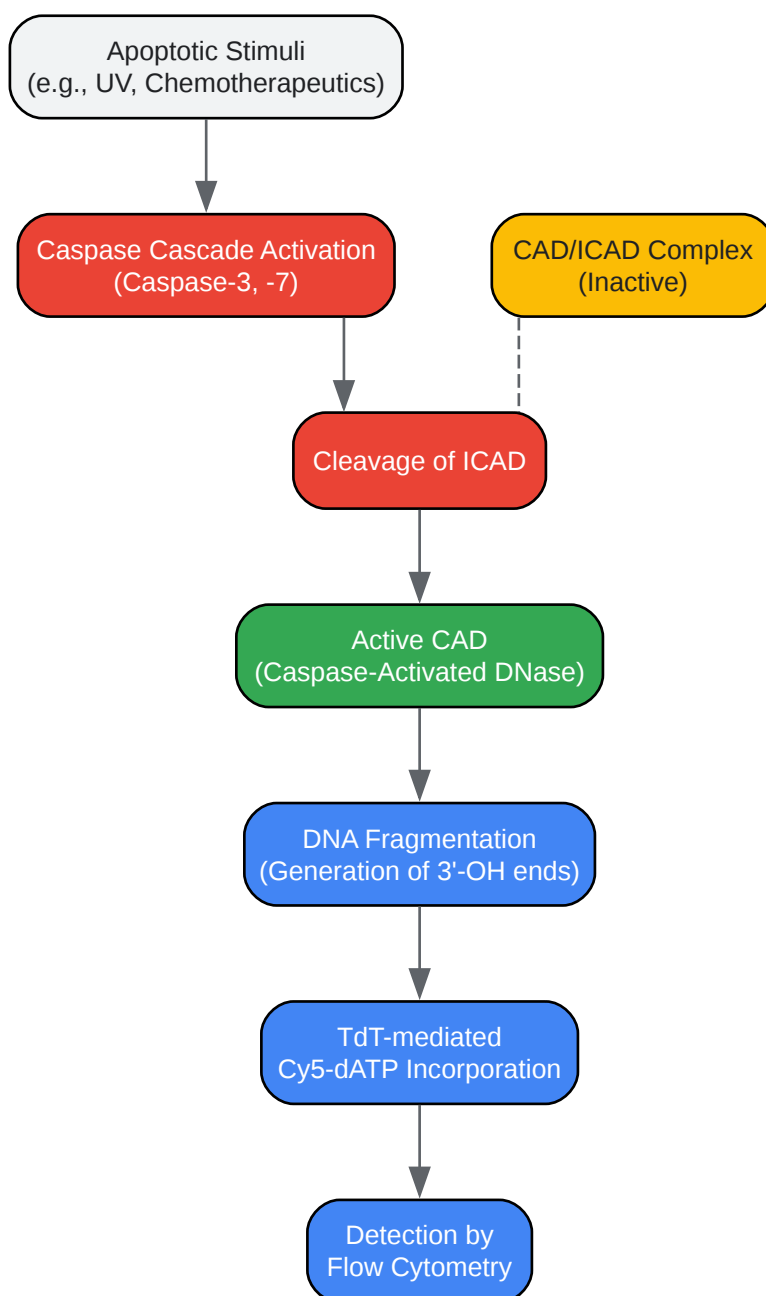 Apoptotic Stimuli
(e.g., UV, Chemotherapeutics)
Caspase Cascade Activation
(Caspase-3, -7)
CAD/ICAD Complex
(Inactive)
Cleavage of ICAD
Active CAD
(Caspase-Activated DNase)
DNA Fragmentation
(Generation of 3'-OH ends)
TdT-mediated
Cy5-dATP Incorporation
Detection by
Flow Cytometry